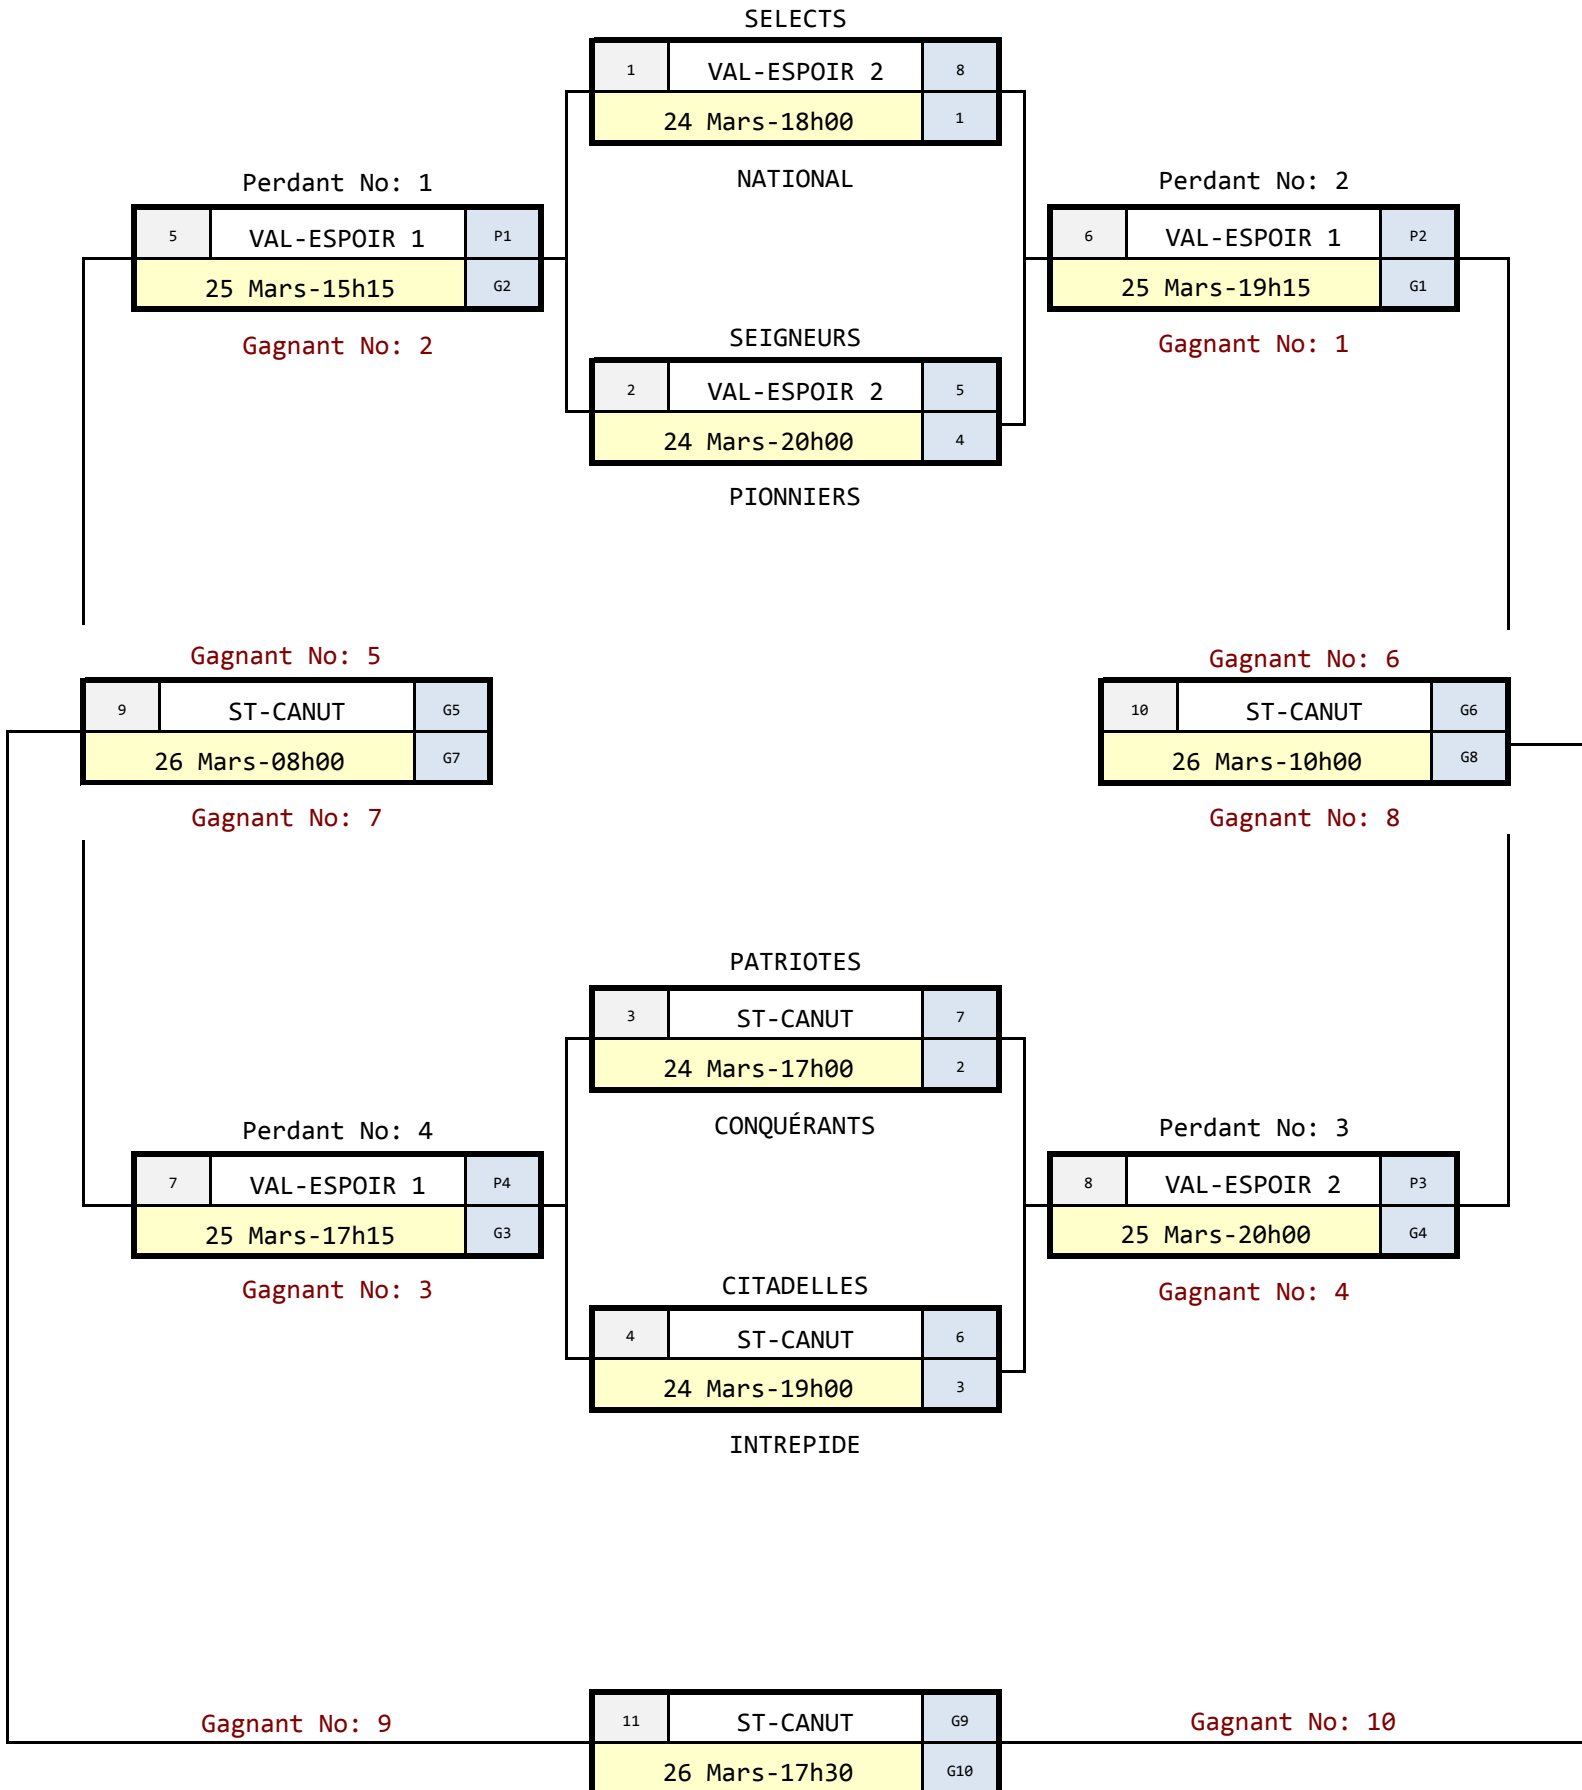 SELECTS
1 VAL-ESPOIR 2 8
24 Mars-18h00 1
NATIONAL
Perdant No: 1
5 VAL-ESPOIR 1 P1
25 Mars-15h15 G2
Gagnant No: 2
Perdant No: 2
6 VAL-ESPOIR 1 P2
25 Mars-19h15 G1
Gagnant No: 1
SEIGNEURS
2 VAL-ESPOIR 2 5
24 Mars-20h00 4
PIONNIERS
Gagnant No: 5
9 ST-CANUT G5
26 Mars-08h00 G7
Gagnant No: 7
Gagnant No: 6
10 ST-CANUT G6
26 Mars-10h00 G8
Gagnant No: 8
PATRIOTES
3 ST-CANUT 7
24 Mars-17h00 2
CONQUÉRANTS
Perdant No: 4
7 VAL-ESPOIR 1 P4
25 Mars-17h15 G3
Gagnant No: 3
Perdant No: 3
8 VAL-ESPOIR 2 P3
25 Mars-20h00 G4
Gagnant No: 4
CITADELLES
4 ST-CANUT 6
24 Mars-19h00 3
INTREPIDE
Gagnant No: 9
11 ST-CANUT G9
26 Mars-17h30 G10
Gagnant No: 10